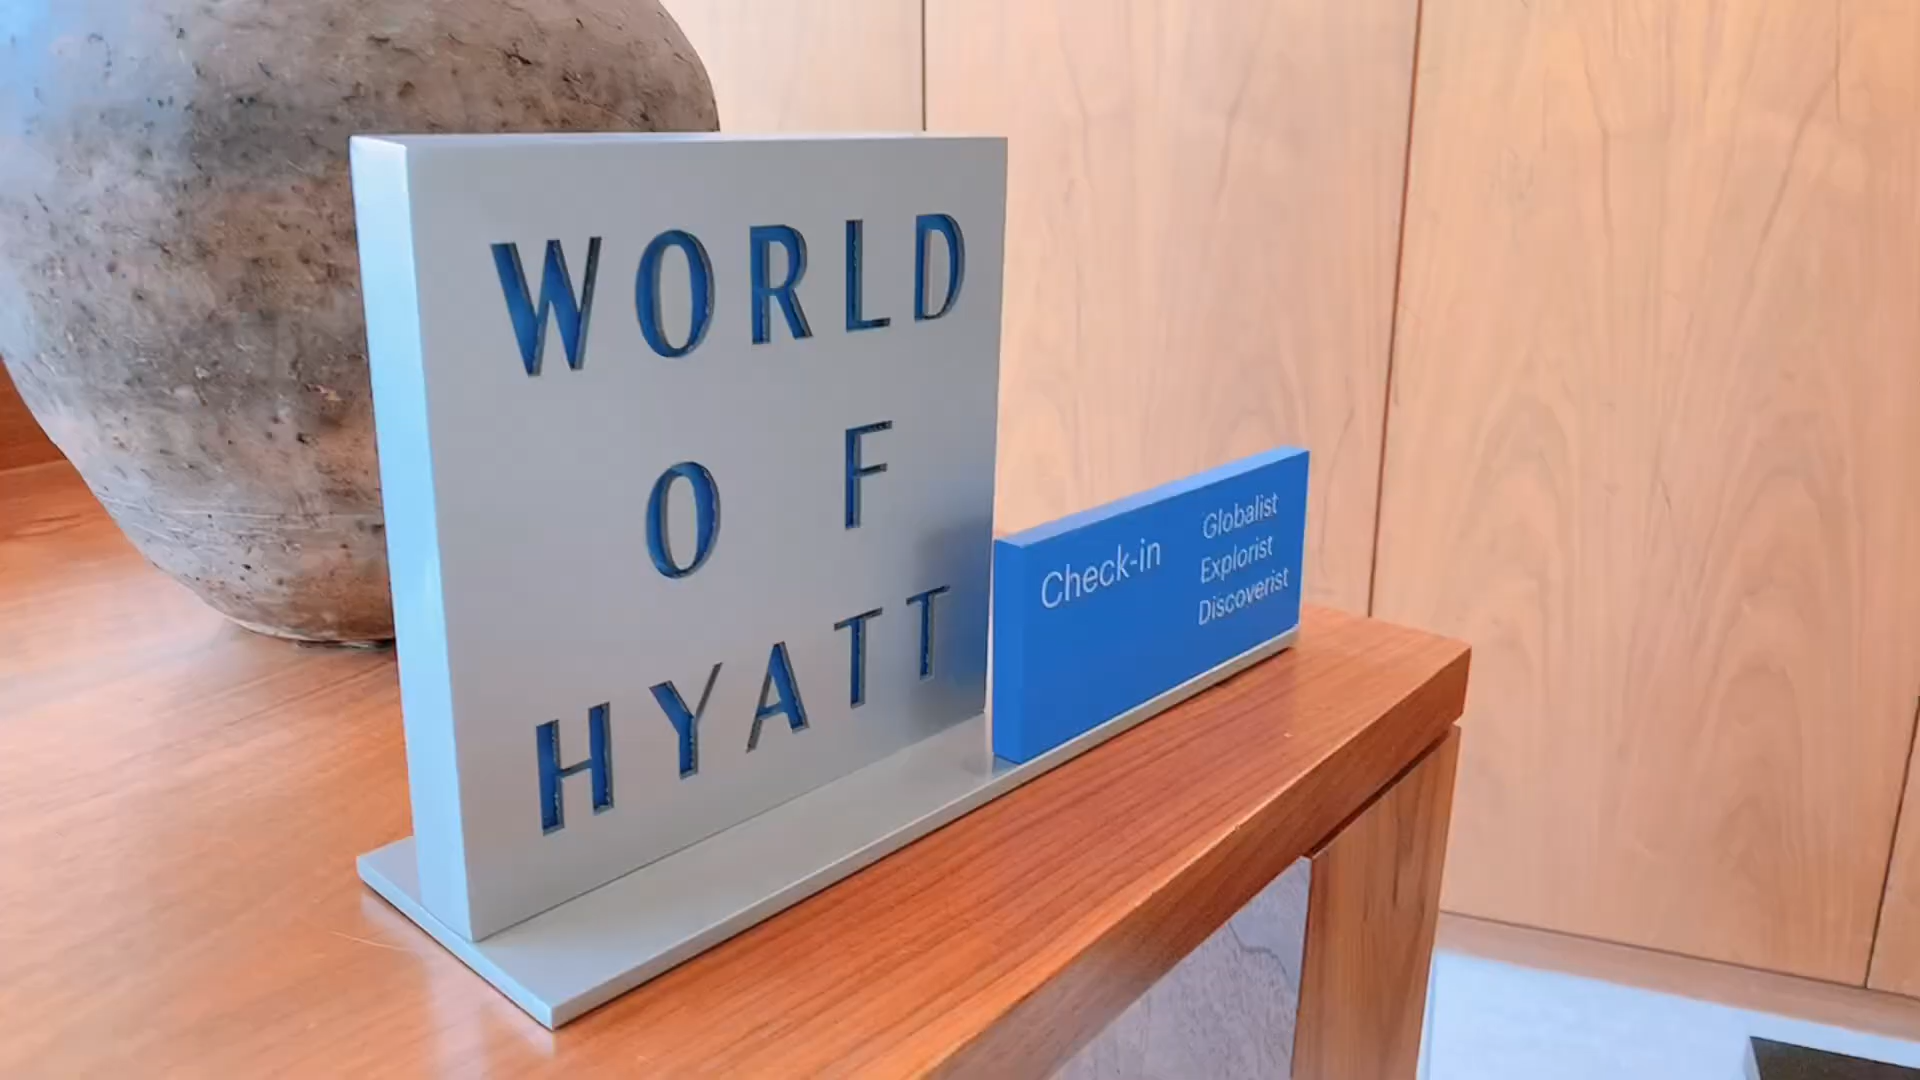 WORLD
OF
HYATT
Check-in
Globalist
Explorist
Discoverist